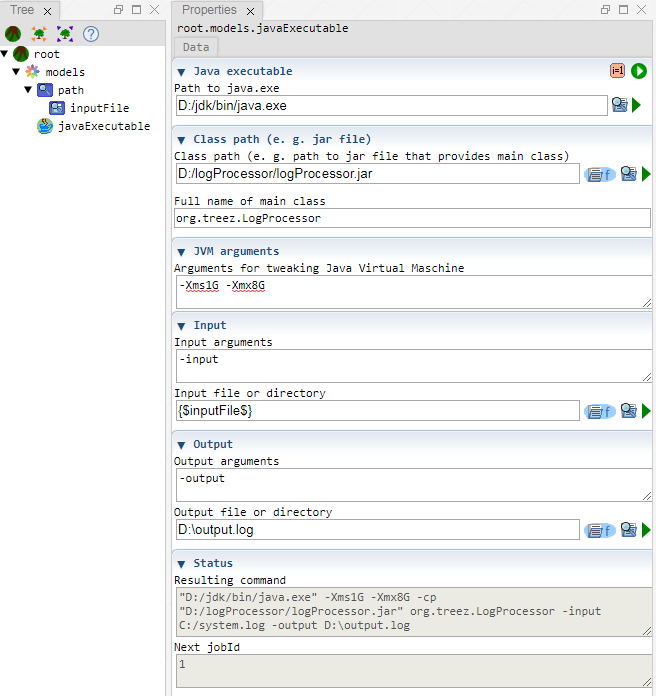 Tree
root
models
path
inputFile
javaExecutable
Properties
root.models.javaExecutable
Data
Java executable
i=1
Path to java.exe
D:/jdk/bin/java.exe
Class path (e. g. jar file)
Class path (e. g. path to jar file that provides main class)
D:/logProcessor/logProcessor.jar
f
Full name of main class
org.treez.LogProcessor
JVM arguments
Arguments for tweaking Java Virtual Maschine
-Xms1G -Xmx8G
Input
Input arguments
-input
Input file or directory
{$inputFile$}
f
Output
Output arguments
-output
Output file or directory
D:\output.log
f
Status
Resulting command
"D:/jdk/bin/java.exe" -Xms1G -Xmx8G -cp
"D:/logProcessor/logProcessor.jar" org.treez.LogProcessor -input
C:/system.log -output D:\output.log
Next jobId
1